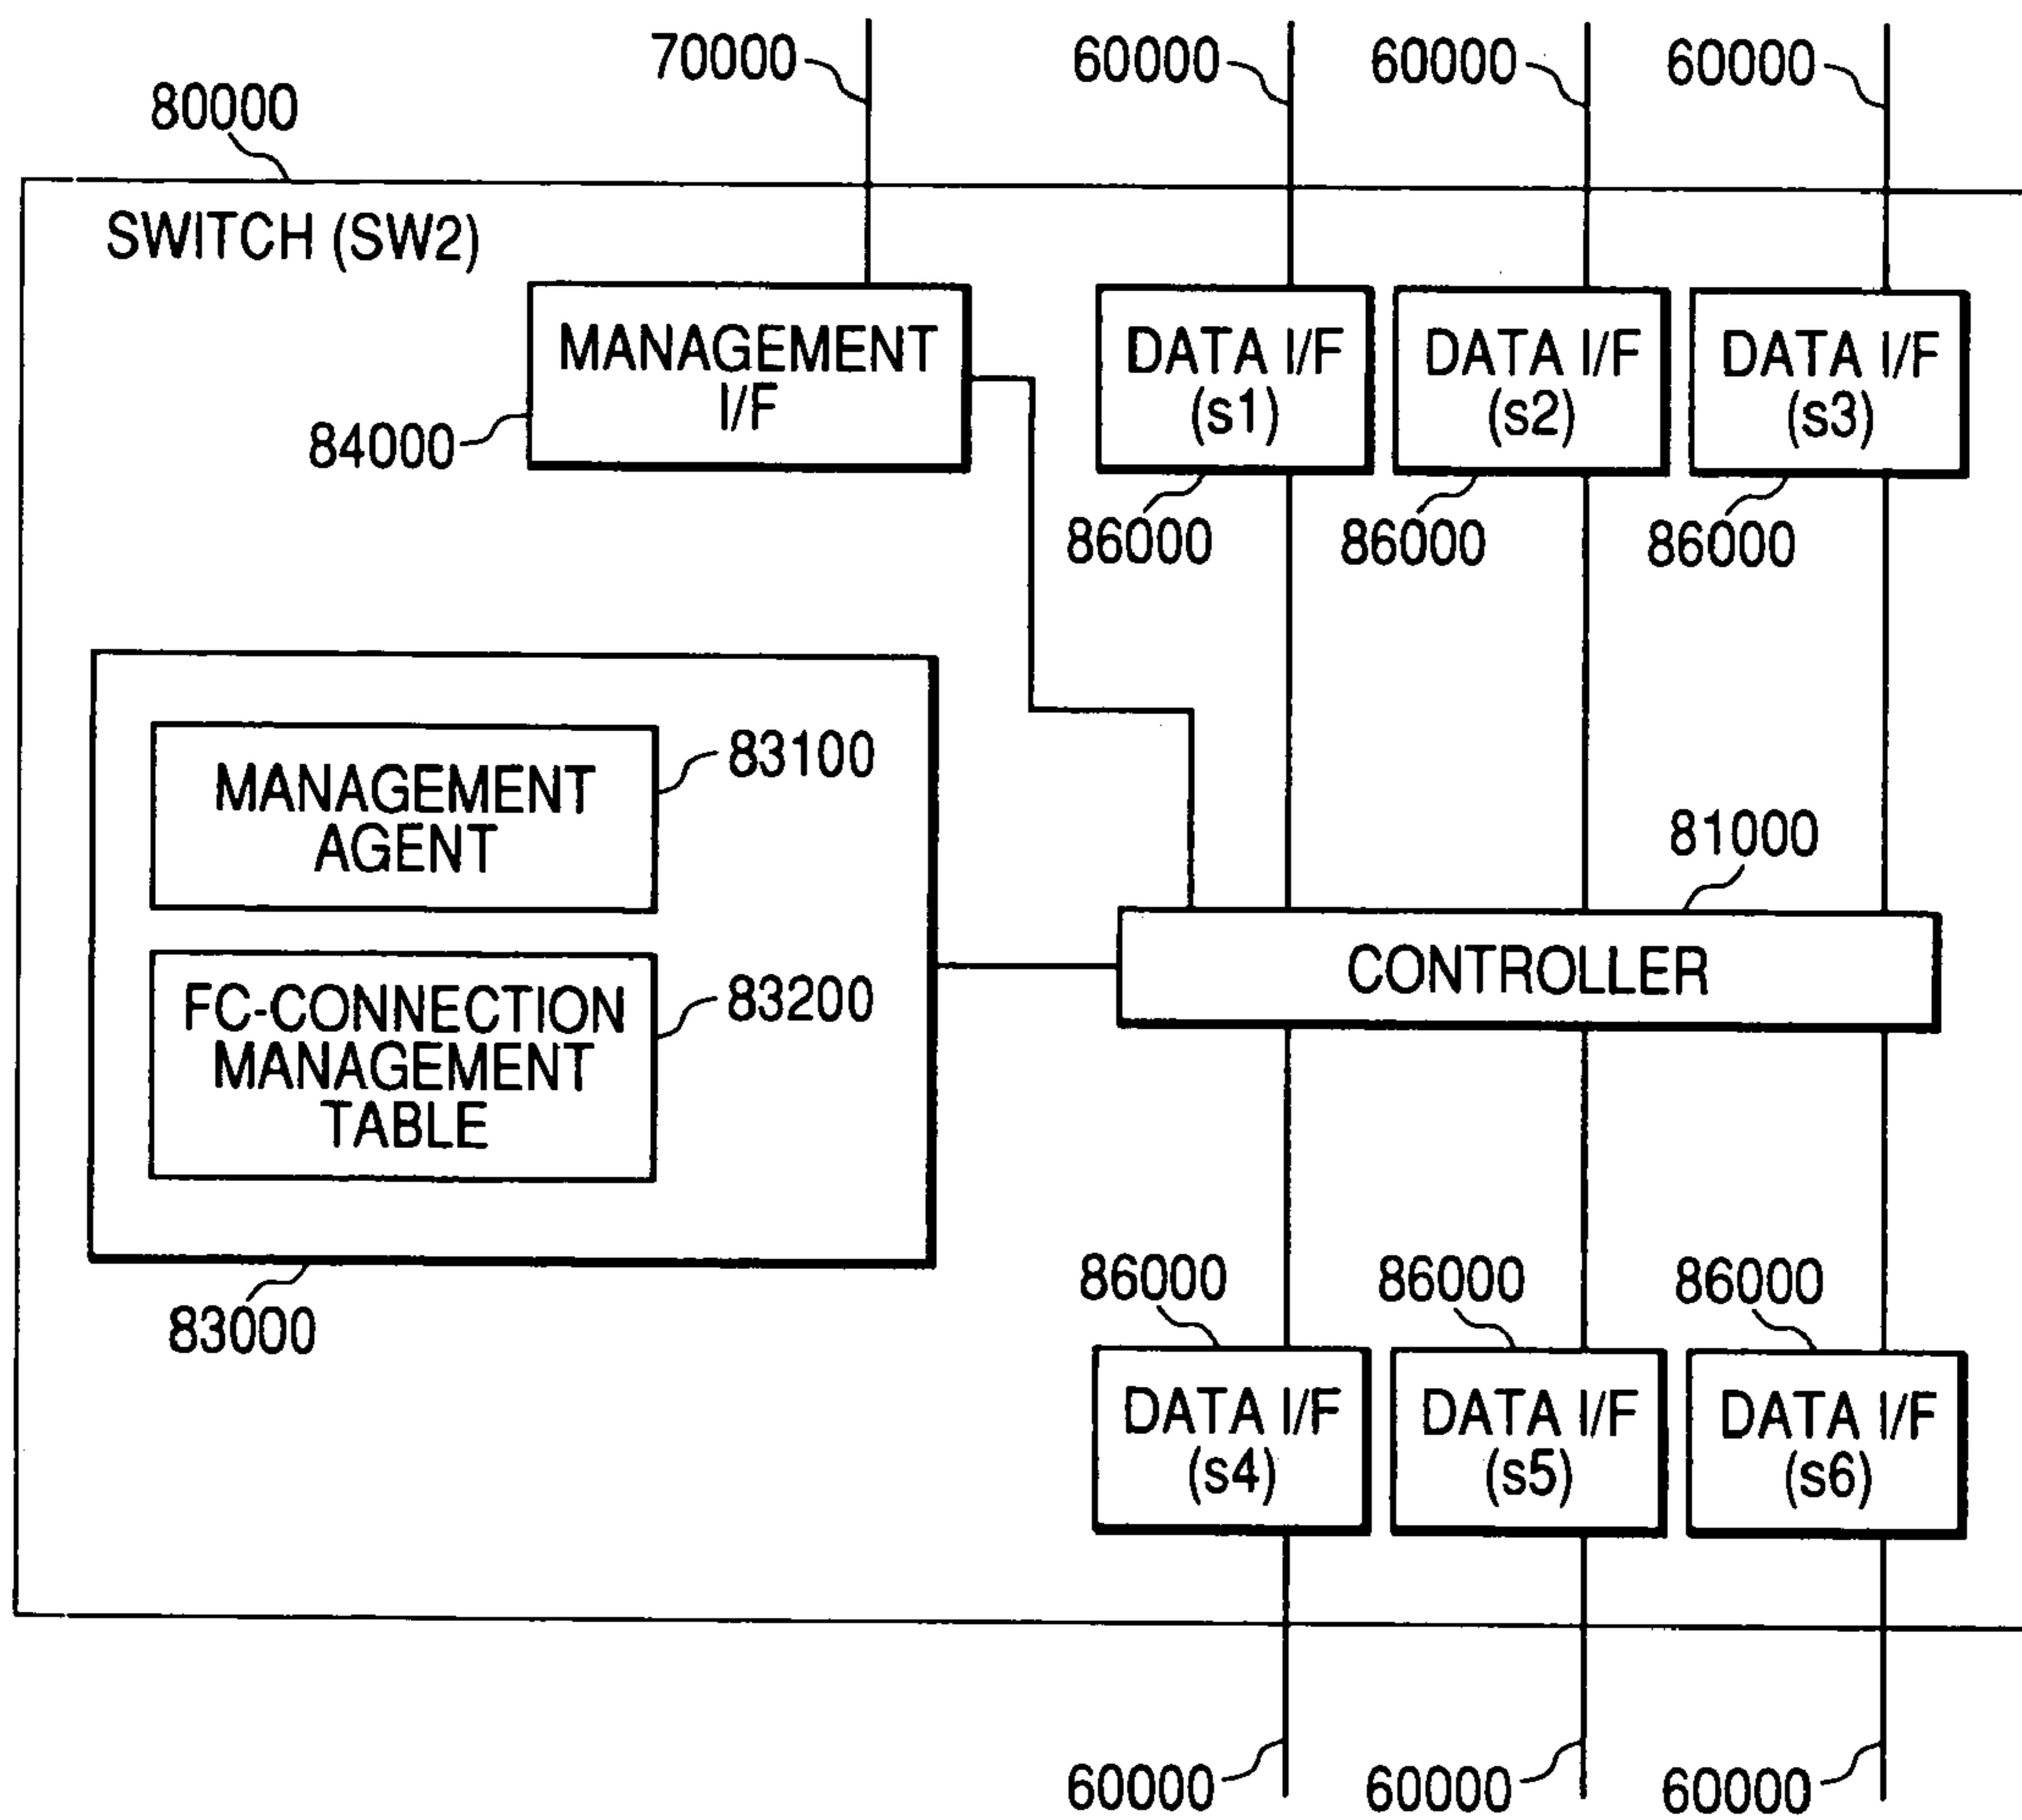 70000
60000
60000
60000
80000
SWITCH (SW2)
MANAGEMENT
I/F
84000
DATA I/F
(s1)
DATA I/F
(s2)
DATA I/F
(s3)
86000
86000
86000
MANAGEMENT
AGENT
83100
FC-CONNECTION
MANAGEMENT
TABLE
83200
83000
81000
CONTROLLER
86000
86000
86000
DATA I/F
(s4)
DATA I/F
(s5)
DATA I/F
(s6)
60000
60000
60000